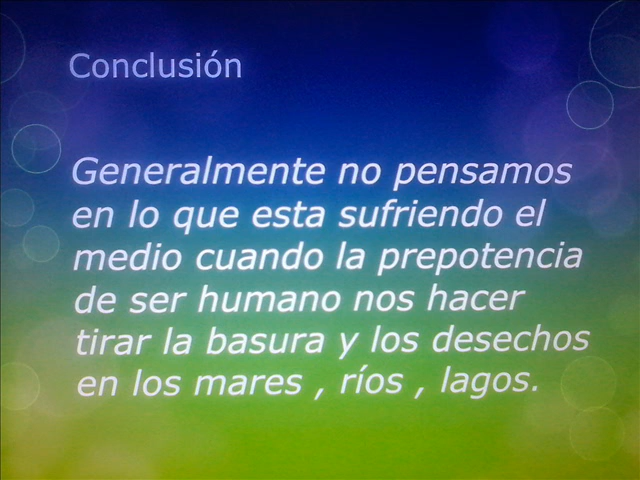 Conclusión
Generalmente no pensamos
en lo que esta sufriendo el
medio cuando la prepotencia
de ser humano nos hacer
tirar la basura y los desechos
en los mares , ríos , lagos.